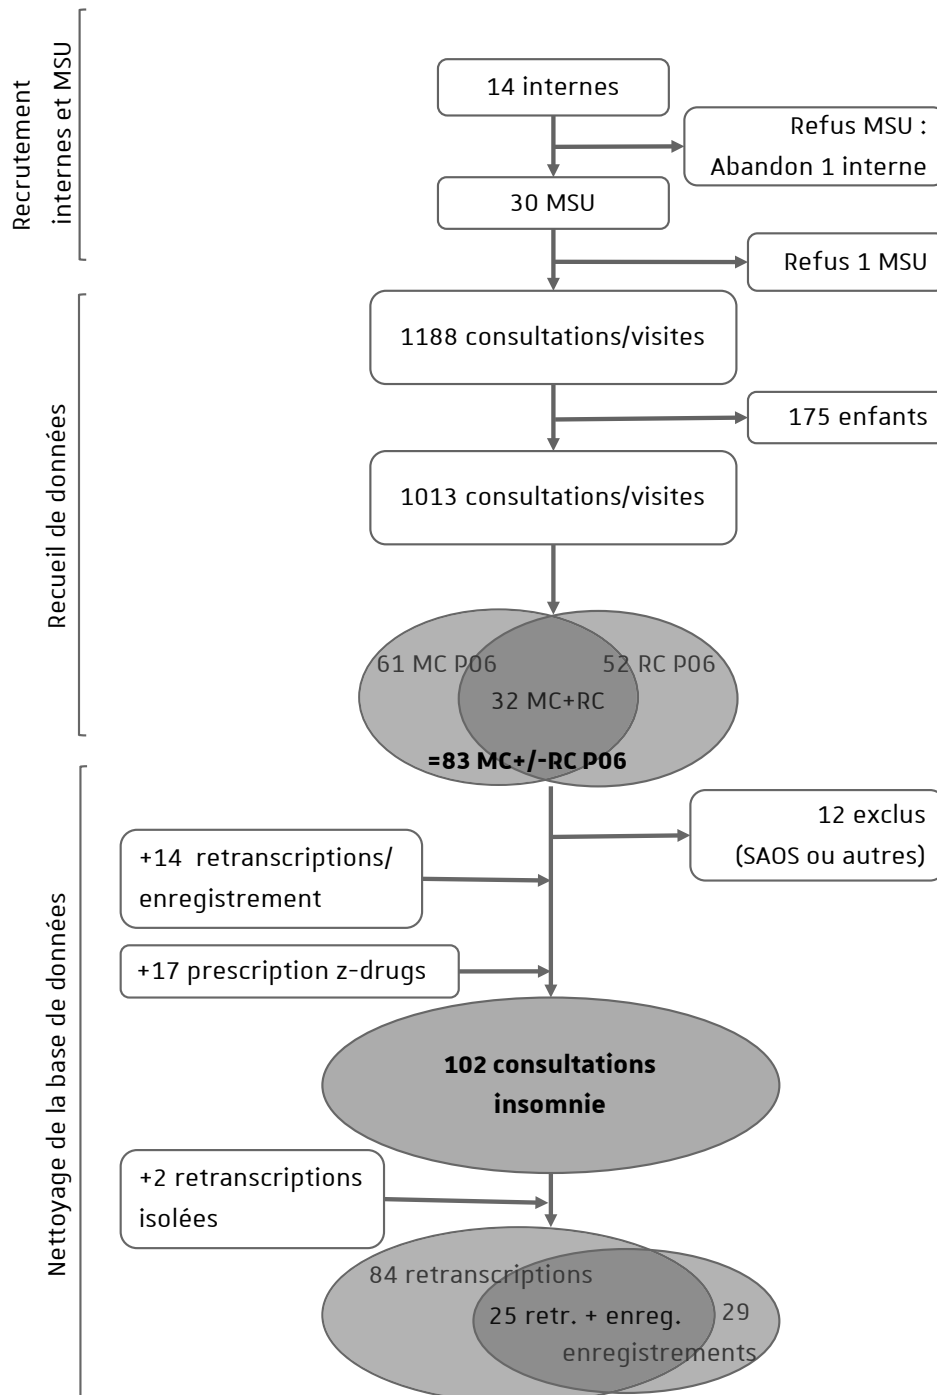 Recrutement
internes et MSU
14 internes
Refus MSU :
Abandon 1 interne
30 MSU
Refus 1 MSU
Recueil de données
1188 consultations/visites
175 enfants
1013 consultations/visites
61 MC P06
52 RC P06
32 MC+RC
=83 MC+/-RC P06
Nettoyage de la base de données
12 exclus
(SAOS ou autres)
+14 retranscriptions/
enregistrement
+17 prescription z-drugs
102 consultations
insomnie
+2 retranscriptions
isolées
84 retranscriptions
25 retr. + enreg.
29
enregistrements